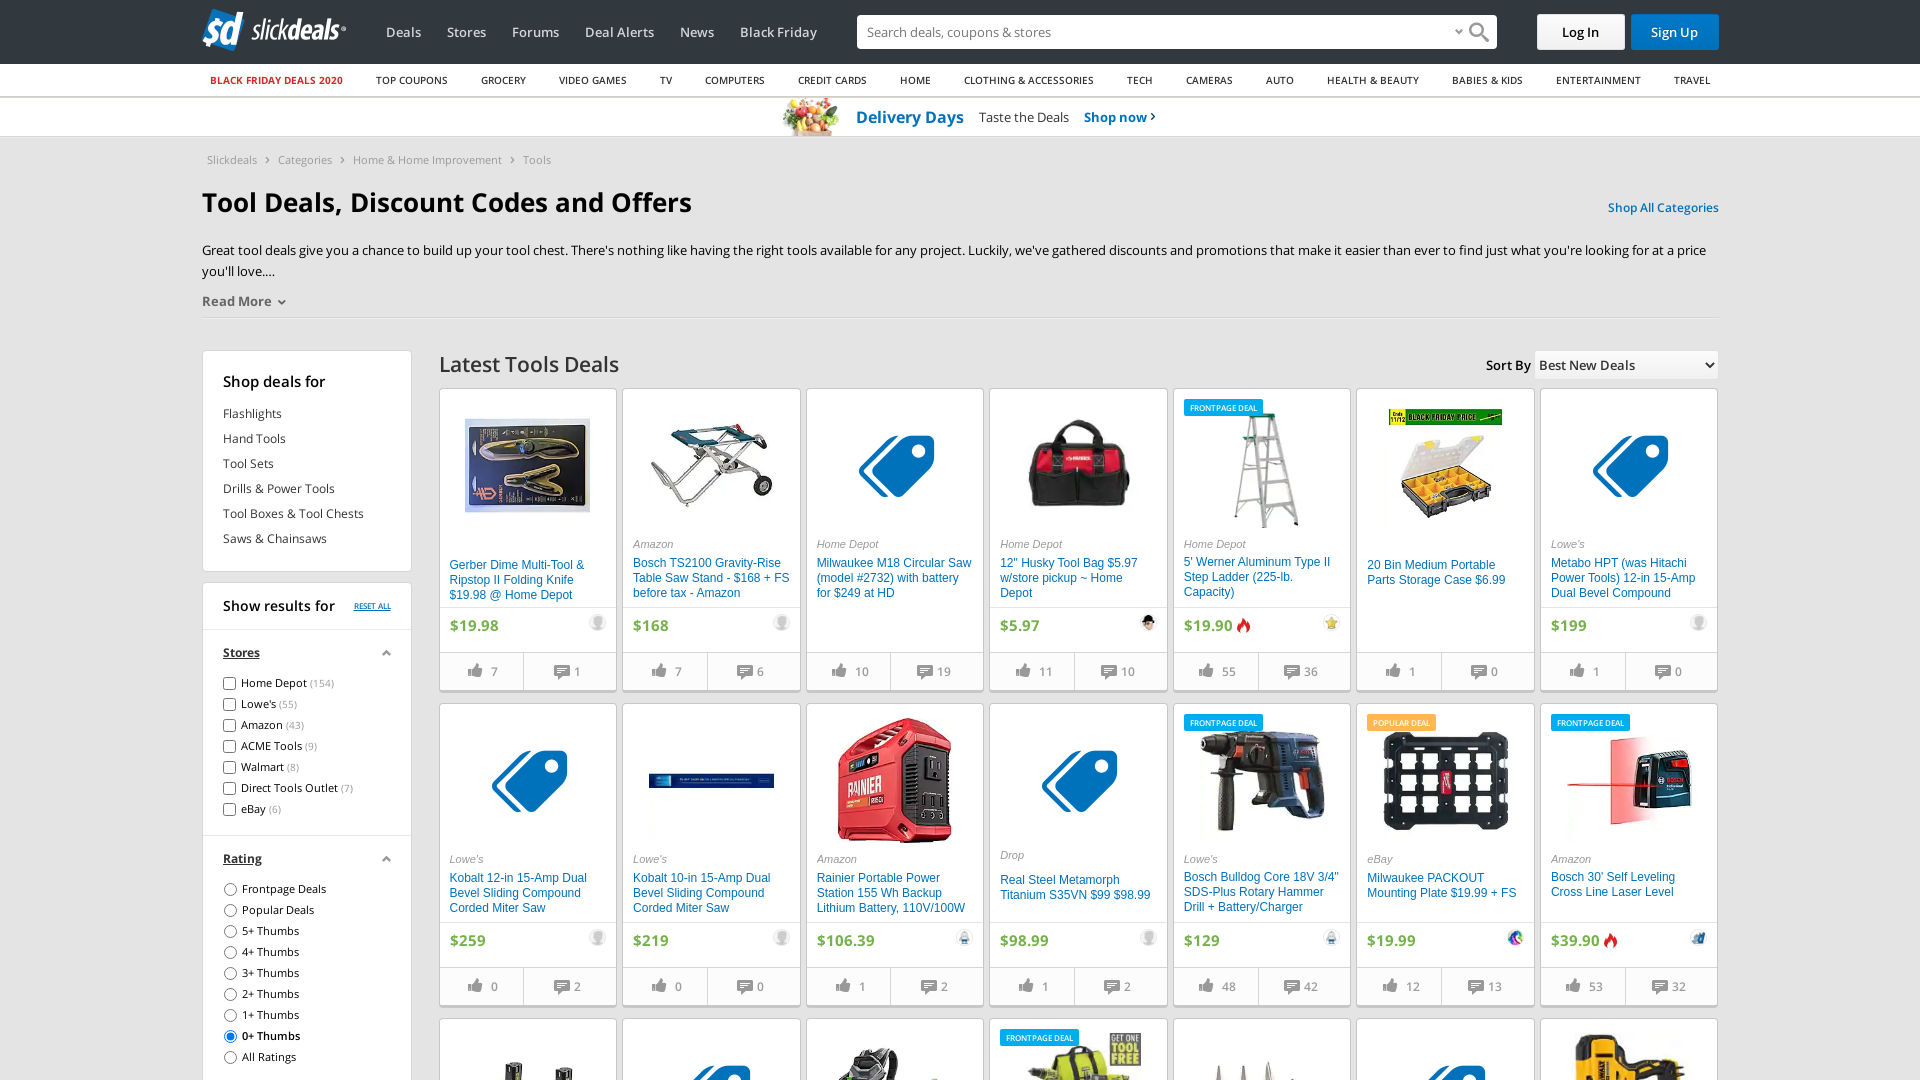 sd slickdeals
Deals Stores Forums Deal Alerts News Black Friday
Search deals, coupons & stores
Log In Sign Up
BLACK FRIDAY DEALS 2020 TOP COUPONS GROCERY VIDEO GAMES TV COMPUTERS CREDIT CARDS HOME CLOTHING & ACCESSORIES TECH CAMERAS AUTO HEALTH & BEAUTY BABIES & KIDS ENTERTAINMENT TRAVEL
Delivery Days Taste the Deals Shop now
Slickdeals Categories Home & Home Improvement Tools
Tool Deals, Discount Codes and Offers
Shop All Categories
Great tool deals give you a chance to build up your tool chest. There's nothing like having the right tools available for any project. Luckily, we've gathered discounts and promotions that make it easier than ever to find just what you're looking for at a price
you'll love....
Read More
Shop deals for
Flashlights
Hand Tools
Tool Sets
Drills & Power Tools
Tool Boxes & Tool Chests
Saws & Chainsaws
Show results for RESET ALL
Stores
Home Depot (154)
Lowe's (55)
Amazon (43)
ACME Tools (9)
Walmart (8)
Direct Tools Outlet (7)
eBay (6)
Rating
Frontpage Deals
Popular Deals
5+ Thumbs
4+ Thumbs
3+ Thumbs
2+ Thumbs
1+ Thumbs
0+ Thumbs
All Ratings
Latest Tools Deals
Sort By Best New Deals
Gerber Dime Multi-Tool &
Ripstop II Folding Knife
$19.98 @ Home Depot
$19.98
7 1
Amazon
Bosch TS2100 Gravity-Rise
Table Saw Stand - $168 + FS
before tax - Amazon
$168
7 6
Home Depot
Milwaukee M18 Circular Saw
(model #2732) with battery
for $249 at HD
10 19
HUSKY
Home Depot
12" Husky Tool Bag $5.97
w/store pickup ~ Home
Depot
$5.97
11 10
FRONTPAGE DEAL
Home Depot
5' Werner Aluminum Type II
Step Ladder (225-lb.
Capacity)
$19.90
55 36
Ends
11/12
BLACK FRIDAY PRICE
20 Bin Medium Portable
Parts Storage Case $6.99
1 0
Lowe's
Metabo HPT (was Hitachi
Power Tools) 12-in 15-Amp
Dual Bevel Compound
$199
1 0
Lowe's
Kobalt 12-in 15-Amp Dual
Bevel Sliding Compound
Corded Miter Saw
$259
0 2
Lowe's
Kobalt 10-in 15-Amp Dual
Bevel Sliding Compound
Corded Miter Saw
$219
0 0
RAINIER
Amazon
Rainier Portable Power
Station 155 Wh Backup
Lithium Battery, 110V/100W
$106.39
1 2
Drop
Real Steel Metamorph
Titanium S35VN $99 $98.99
$98.99
1 2
FRONTPAGE DEAL
Lowe's
Bosch Bulldog Core 18V 3/4"
SDS-Plus Rotary Hammer
Drill + Battery/Charger
$129
48 42
POPULAR DEAL
eBay
Milwaukee PACKOUT
Mounting Plate $19.99 + FS
$19.99
12 13
FRONTPAGE DEAL
BOSCH
Amazon
Bosch 30' Self Leveling
Cross Line Laser Level
$39.90
53 32
FRONTPAGE DEAL
GET ONE
TOOL
FREE